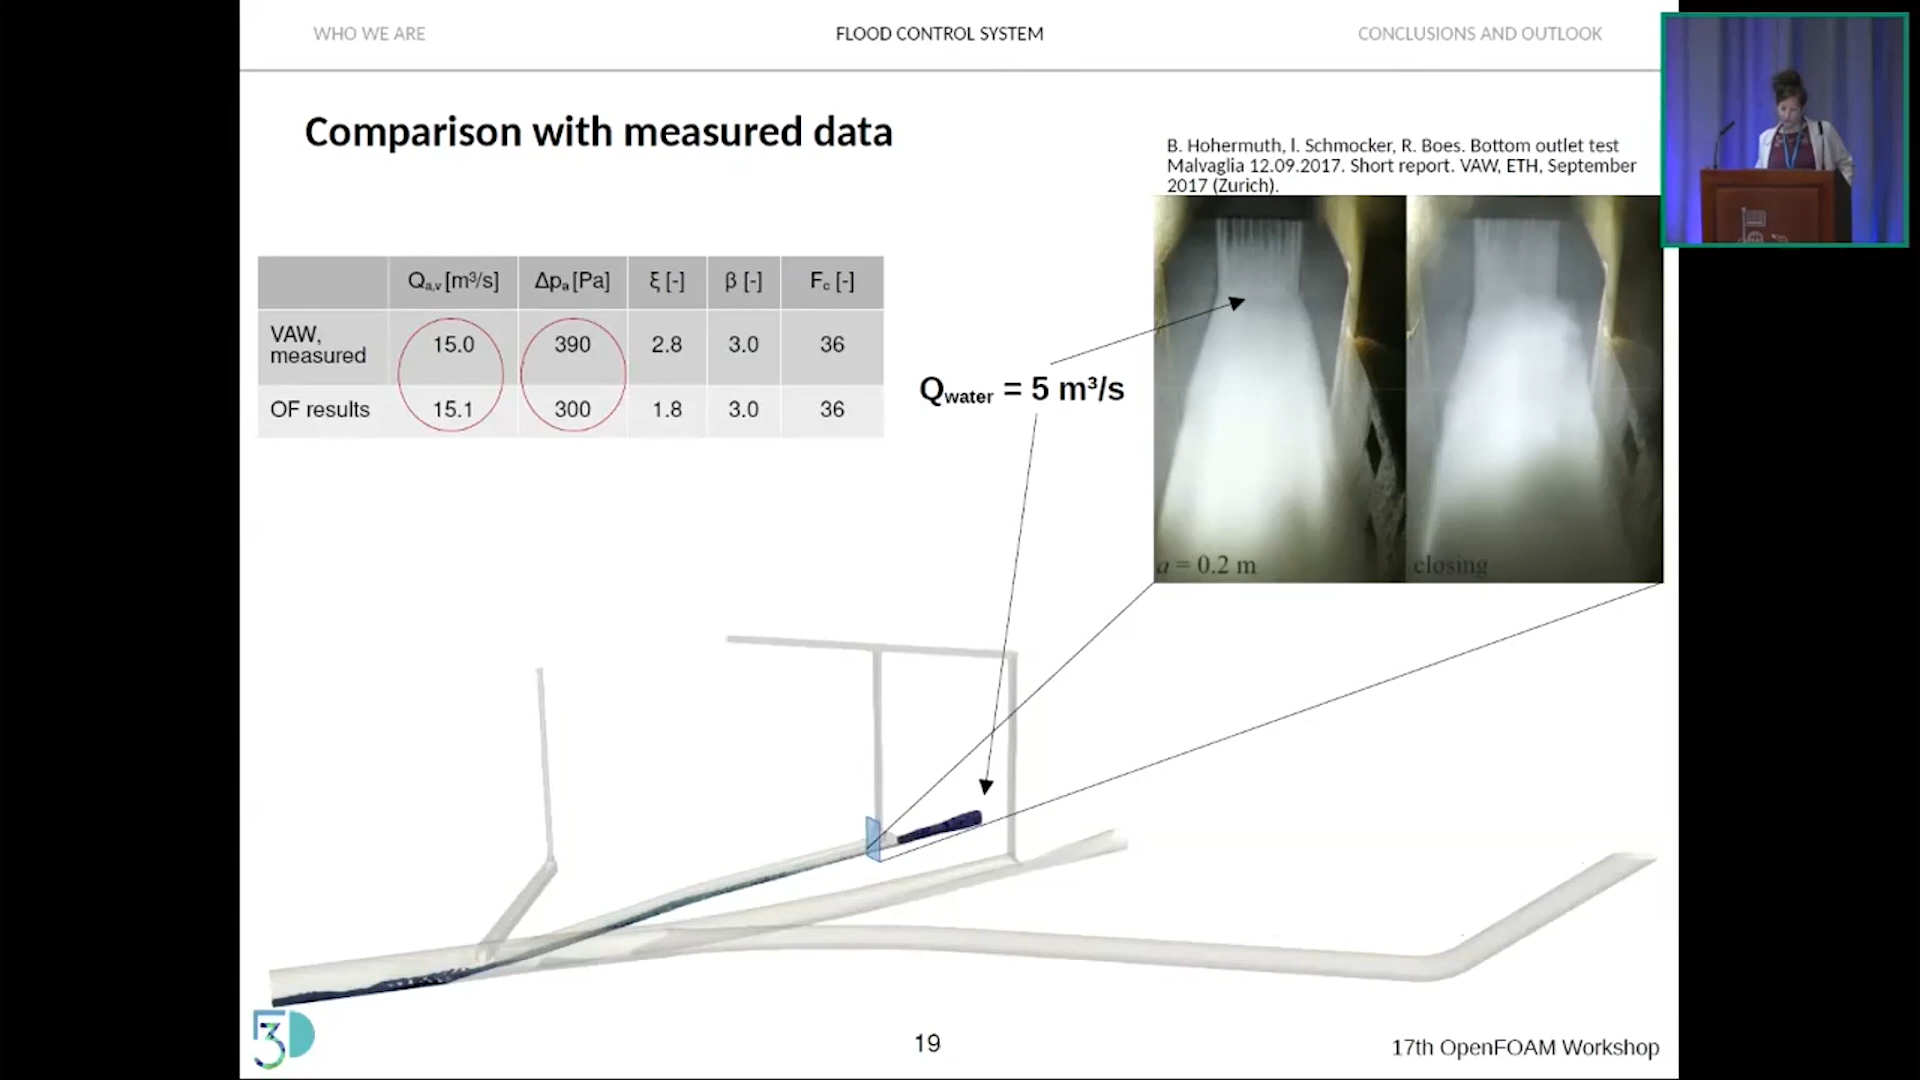 WHO WE ARE
FLOOD CONTROL SYSTEM
CONCLUSIONS AND OUTLOOK
Comparison with measured data
B. Hohermuth, l. Schmocker, R. Boes. Bottom outlet test
Malvaglia 12.09.2017. Short report. VAW, ETH, September
2017 (Zurich).
Qa,v [m³/s] Δpa [Pa] ξ [-] β [-] Fc [-]
VAW, measured 15.0 390 2.8 3.0 36
OF results 15.1 300 1.8 3.0 36
Qwater = 5 m³/s
a = 0.2 m
closing
3D
19
17th OpenFOAM Workshop